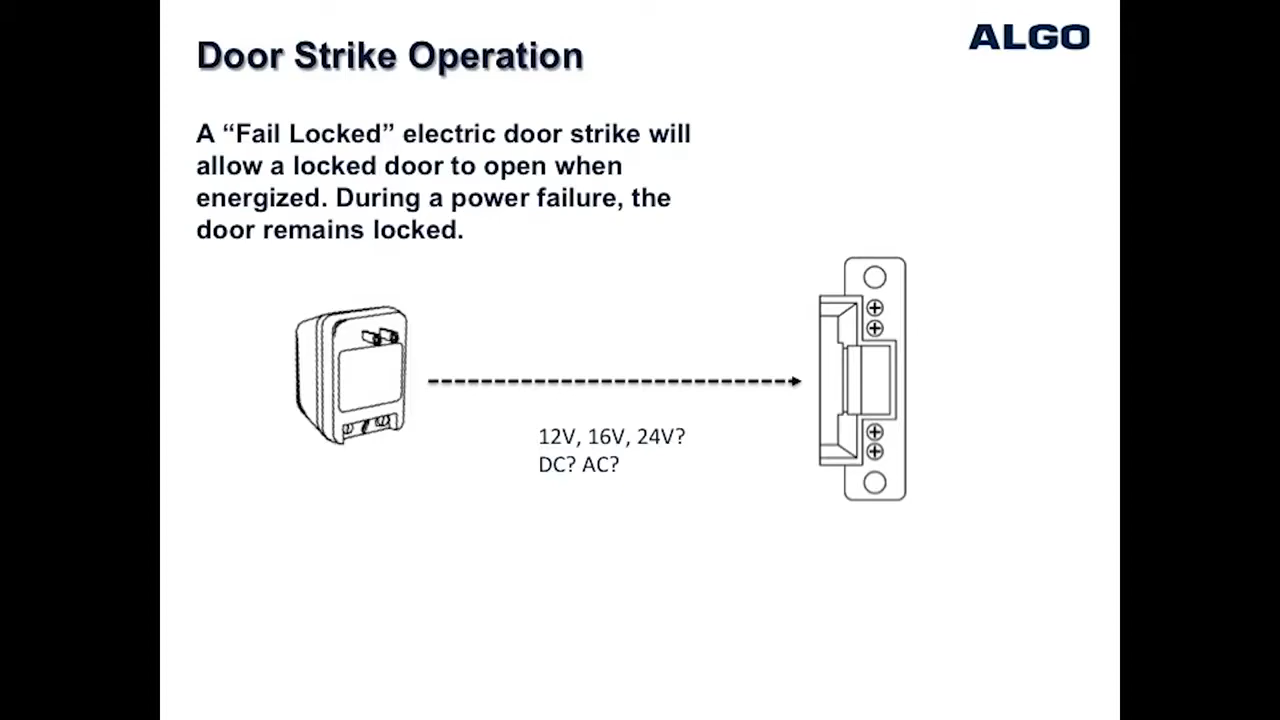 ALGO
Door Strike Operation
A “Fail Locked” electric door strike will
allow a locked door to open when
energized. During a power failure, the
door remains locked.
12V, 16V, 24V?
DC? AC?